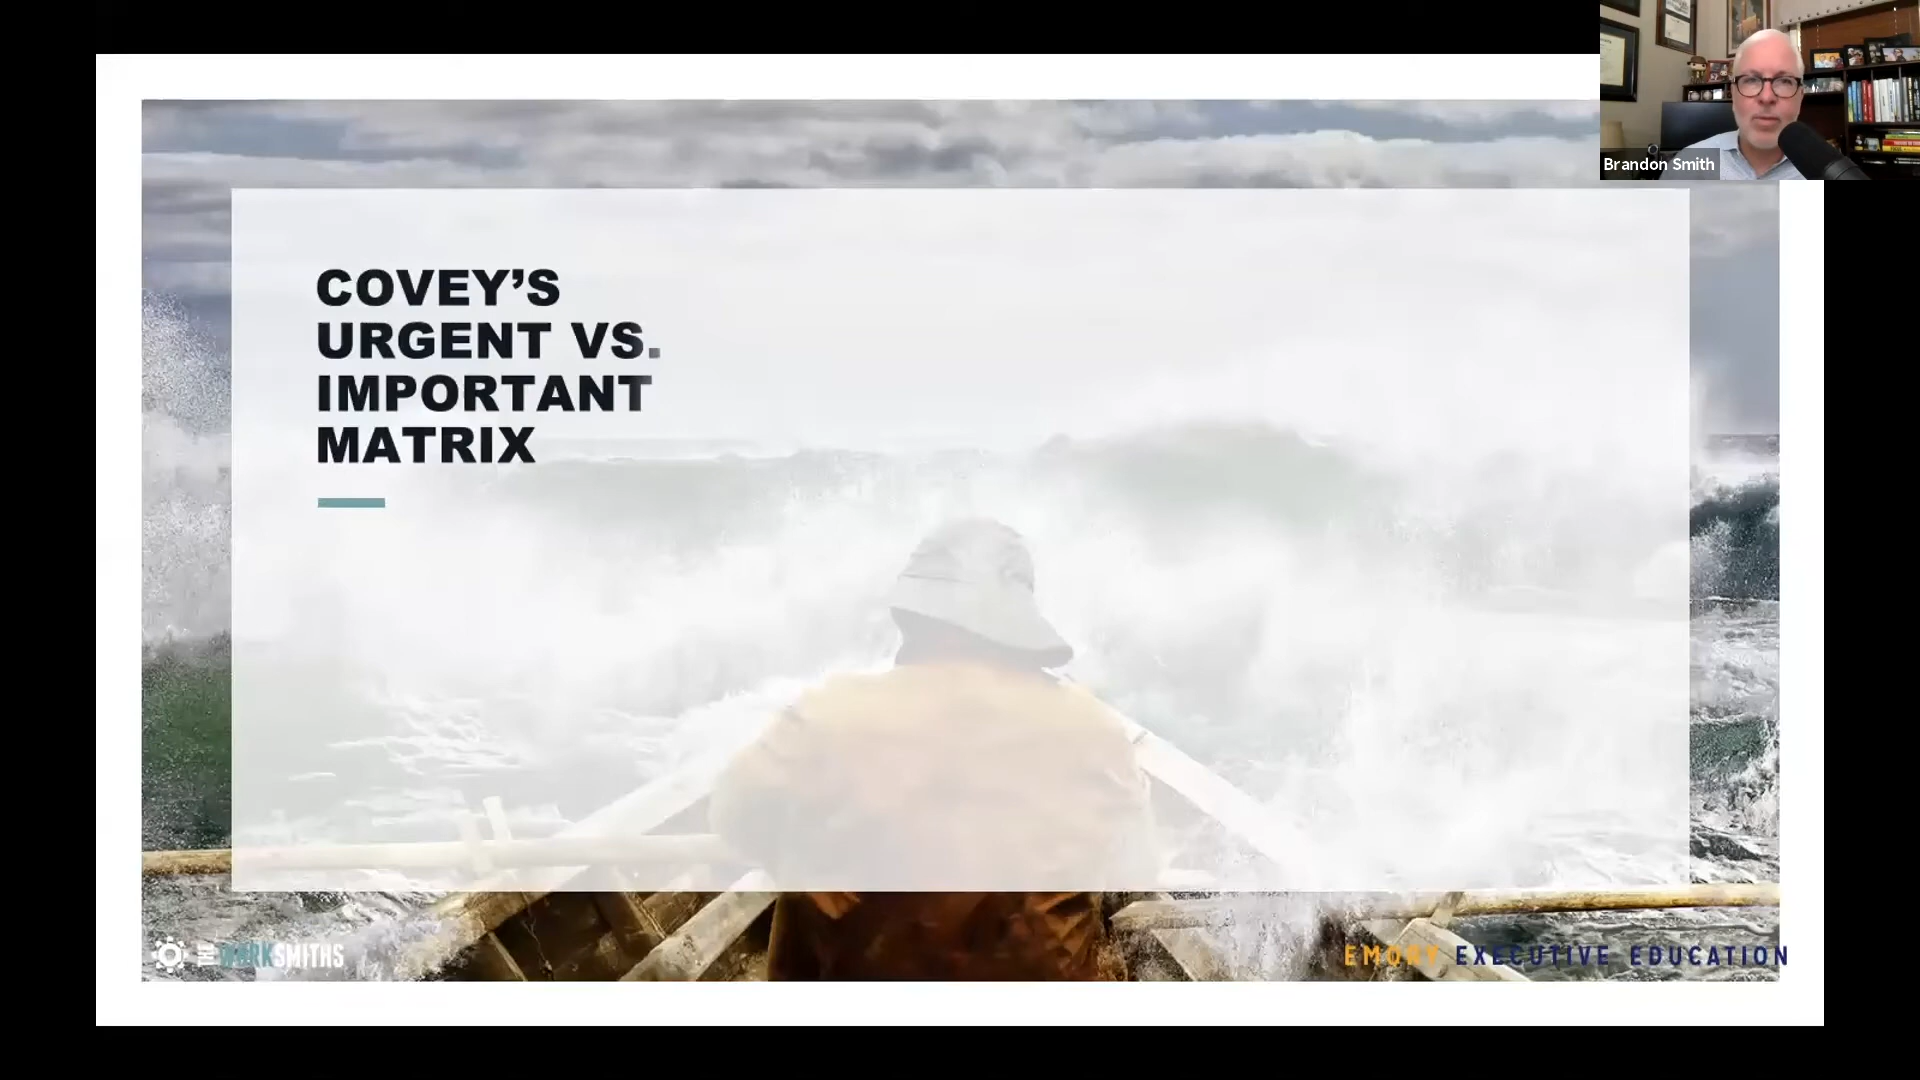 COVEY’S
URGENT VS.
IMPORTANT
MATRIX
Brandon Smith
THE WORKSMITHS
EMORY EXECUTIVE EDUCATION